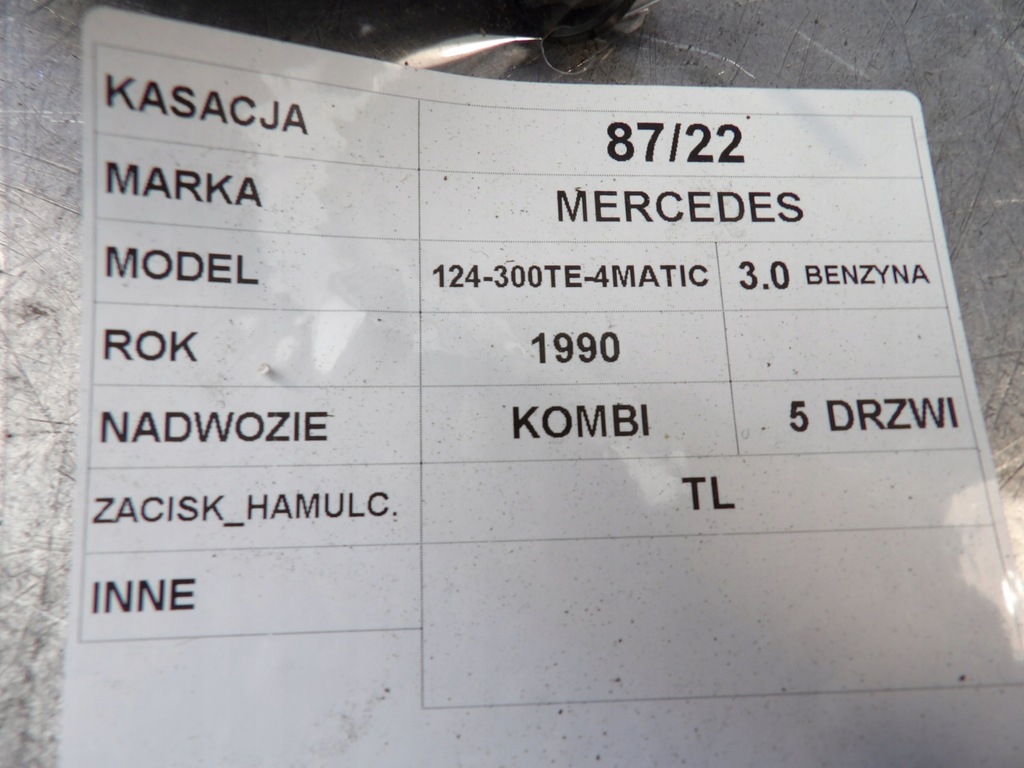 KASACJA 87/22
MARKA MERCEDES
MODEL 124-300TE-4MATIC 3.0 BENZYNA
ROK 1990
NADWOZIE KOMBI 5 DRZWI
ZACISK_HAMULC. TL
INNE